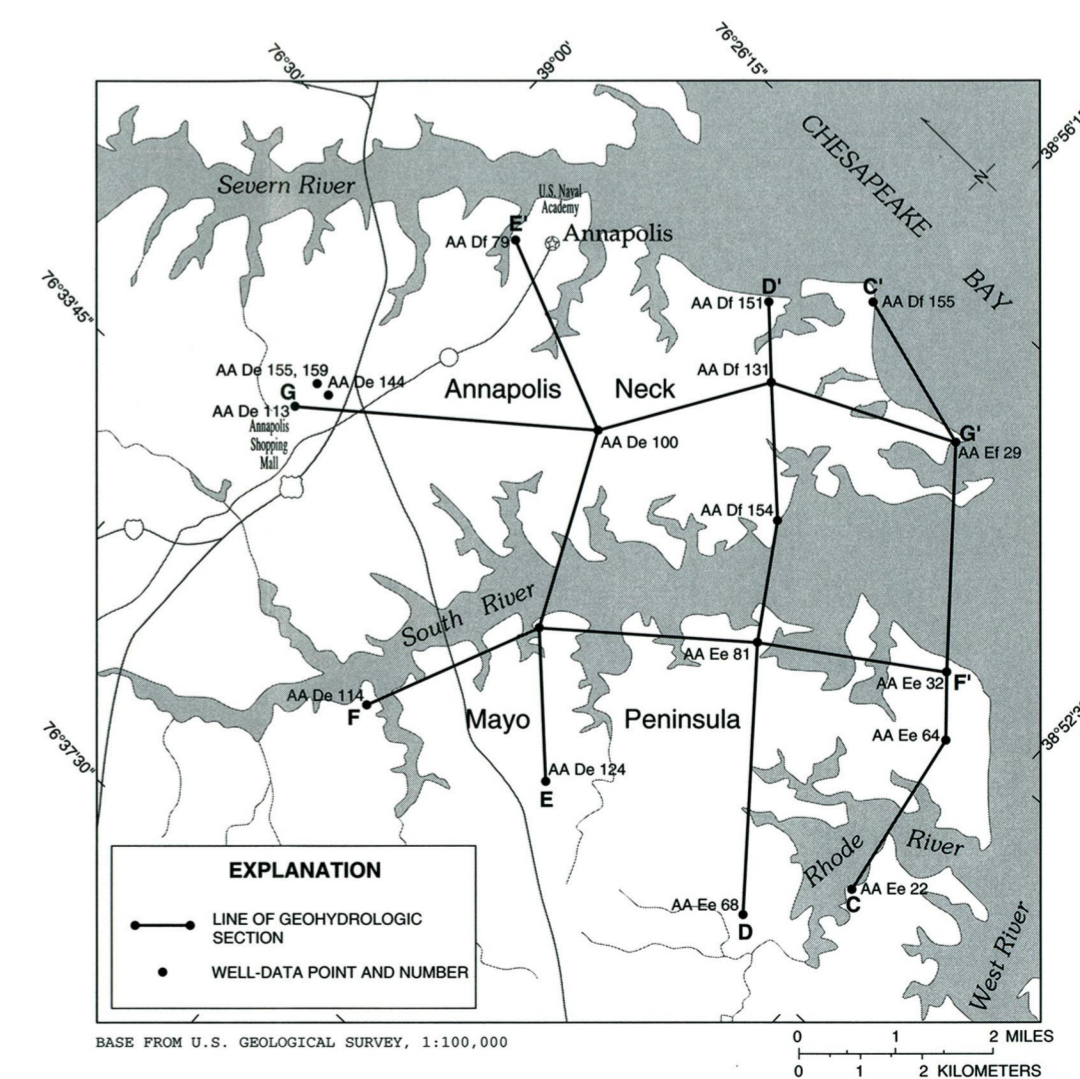 76°30'
39°00'
76°26'15"
CHESAPEAKE
BAY
N
Severn River
U.S. Naval
Academy
E'
AA Df 79
Annapolis
76°33'45"
D'
AA Df 151
C'
AA Df 155
AA De 155, 159
AA De 144
G
AA De 113
Annapolis
Shopping
Mall
Annapolis Neck
AA Df 131
AA De 100
G'
AA Ef 29
AA Df 154
South River
AA Ee 81
AA Ee 32
F'
AA De 114
F
Mayo Peninsula
AA Ee 64
76°37'30"
AA De 124
E
Rhode River
AA Ee 22
C
AA Ee 68
D
West River
EXPLANATION
LINE OF GEOHYDROLOGIC
SECTION
WELL-DATA POINT AND NUMBER
BASE FROM U.S. GEOLOGICAL SURVEY, 1:100,000
0 1 2 MILES
0 1 2 KILOMETERS